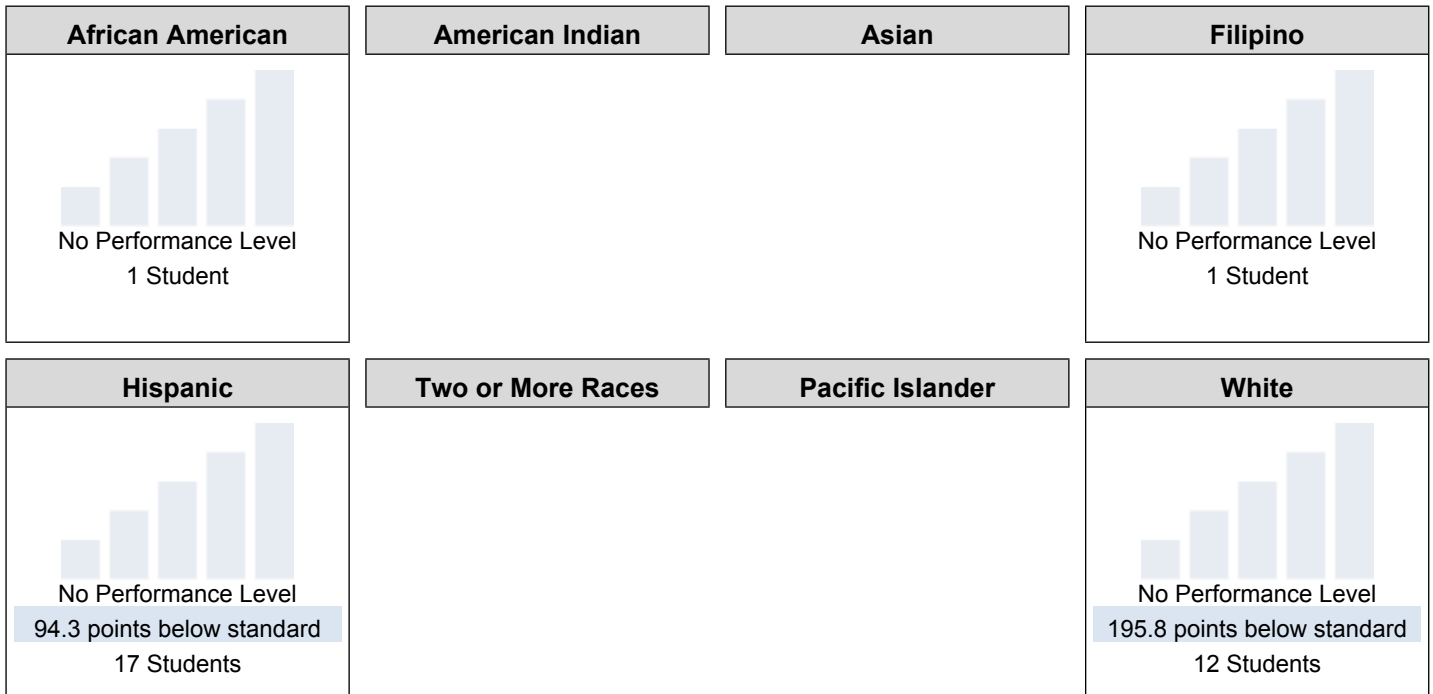 African American
American Indian
Asian
Filipino
No Performance Level
1 Student
No Performance Level
1 Student
Hispanic
Two or More Races
Pacific Islander
White
No Performance Level
94.3 points below standard
17 Students
No Performance Level
195.8 points below standard
12 Students